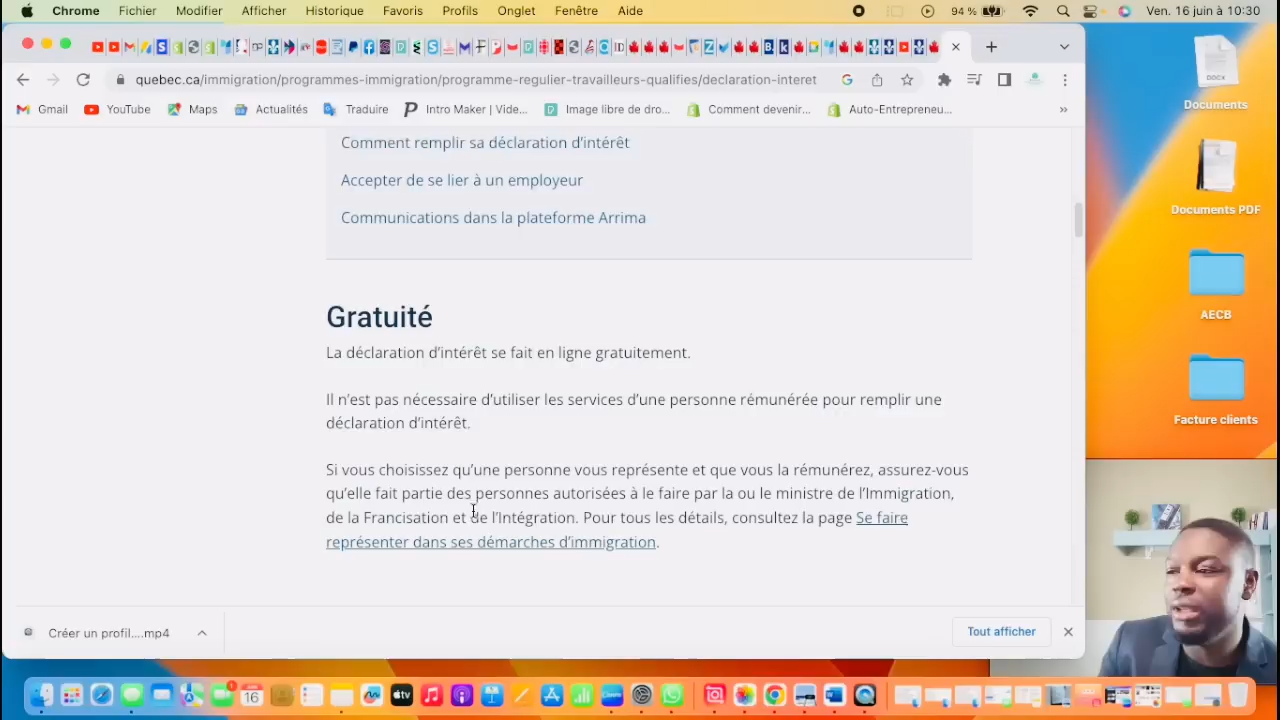 Chrome Fichier Modifier Afficher Historique Favoris Profils Onglet Fenêtre Aide 94 % Ven. 16 juin à 10:30
quebec.ca/immigration/programmes-immigration/programme-regulier-travailleurs-qualifies/declaration-interet
Gmail YouTube Maps Actualités Traduire Intro Maker | Vide... Image libre de dro... Comment devenir... Auto-Entrepreneu... »
Comment remplir sa déclaration d'intérêt
Accepter de se lier à un employeur
Communications dans la plateforme Arrima
Gratuité
La déclaration d'intérêt se fait en ligne gratuitement.
Il n'est pas nécessaire d'utiliser les services d'une personne rémunérée pour remplir une
déclaration d'intérêt.
Si vous choisissez qu'une personne vous représente et que vous la rémunérez, assurez-vous
qu'elle fait partie des personnes autorisées à le faire par la ou le ministre de l'Immigration,
de la Francisation et de l'Intégration. Pour tous les détails, consultez la page Se faire
représenter dans ses démarches d'immigration.
Créer un profil....mp4 Tout afficher
DOCX
Documents
Documents PDF
AECB
Facture clients